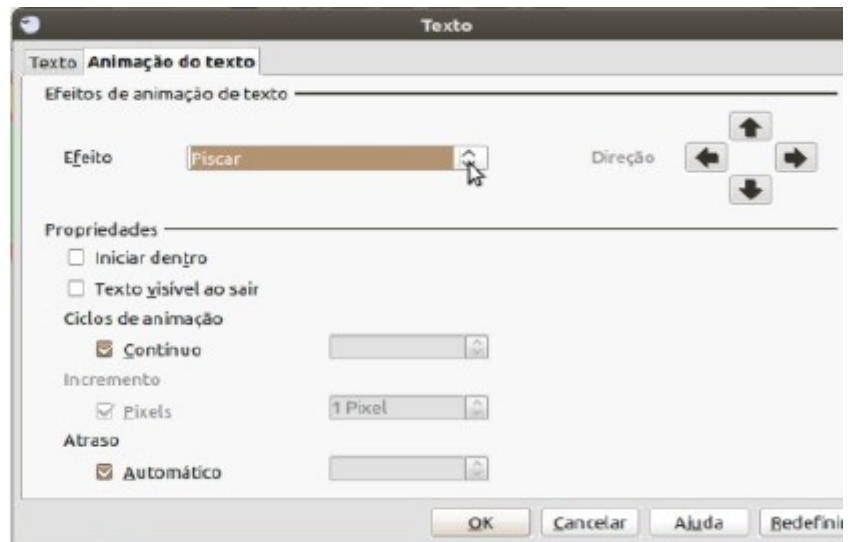 Texto
Texto Animação do texto
Efeitos de animação de texto
Efeito Piscar Direção
Propriedades
Iniciar dentro
Texto visível ao sair
Ciclos de animação
Contínuo
Incremento
Pixels 1 Pixel
Atraso
Automático
OK Cancelar Ajuda Redefini